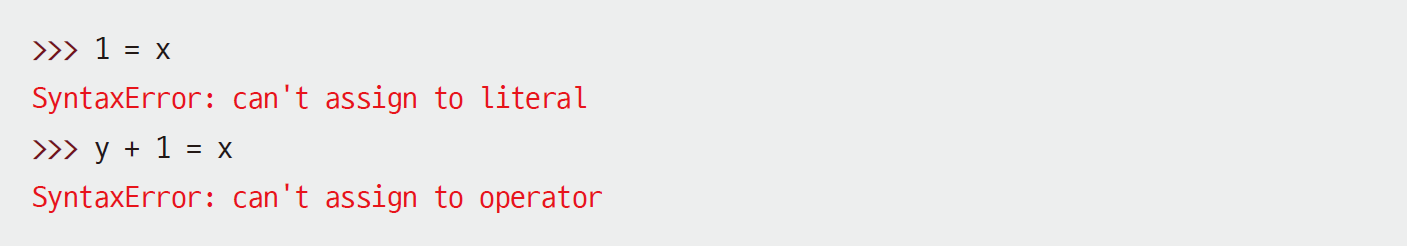 >>> 1 = x
SyntaxError: can't assign to literal
>>> y + 1 = x
SyntaxError: can't assign to operator